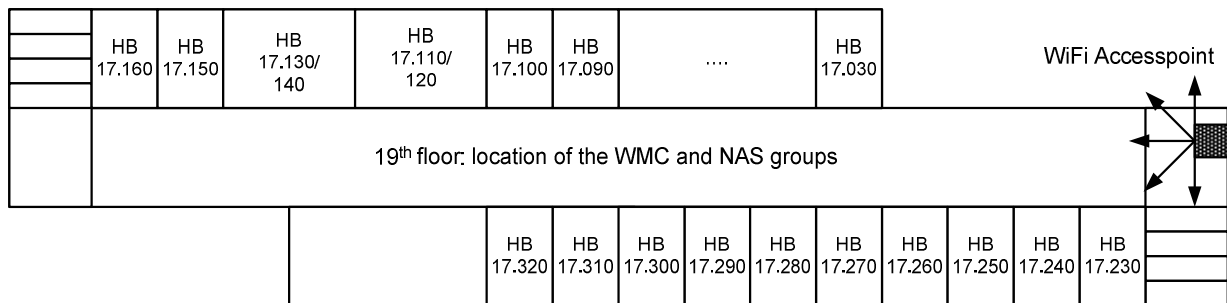 HB
17.160
HB
17.150
HB
17.130/
140
HB
17.110/
120
HB
17.100
HB
17.090
....
HB
17.030
WiFi Accesspoint
19th floor: location of the WMC and NAS groups
HB
17.320
HB
17.310
HB
17.300
HB
17.290
HB
17.280
HB
17.270
HB
17.260
HB
17.250
HB
17.240
HB
17.230